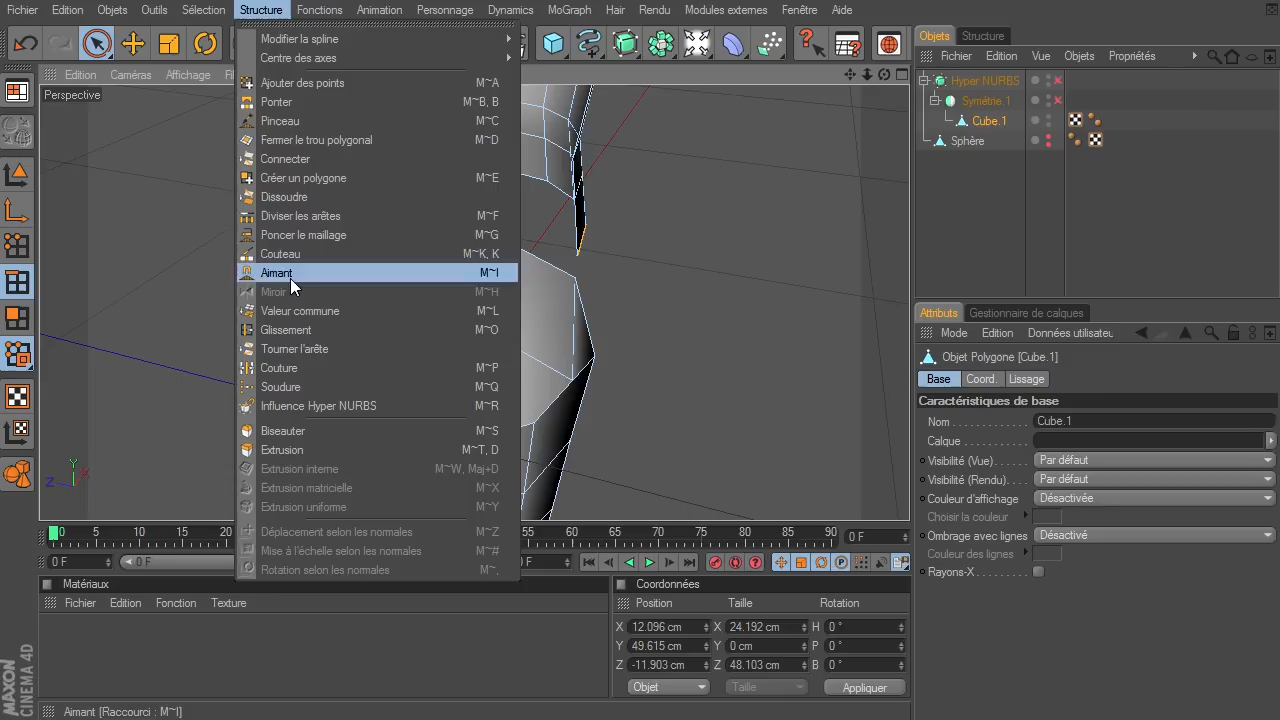 Fichier Edition Objets Outils Sélection Structure Fonctions Animation Personnage Dynamics MoGraph Hair Rendu Modules externes Fenêtre Aide
Edition Caméras Affichage
Perspective
Modifier la spline
Centre des axes
Ajouter des points M~A
Ponter M~B, B
Pinceau M~C
Fermer le trou polygonal M~D
Connecter
Créer un polygone M~E
Dissoudre
Diviser les arêtes M~F
Poncer le maillage M~G
Couteau M~K, K
Aimant M~I
Miroir M~H
Valeur commune M~L
Glissement M~O
Tourner l'arête
Couture M~P
Soudure M~Q
Influence Hyper NURBS M~R
Biseauter M~S
Extrusion M~T, D
Extrusion interne M~W, Maj+D
Extrusion matricielle M~X
Extrusion uniforme M~Y
Déplacement selon les normales M~Z
Mise à l'échelle selon les normales M~#
Rotation selon les normales M~,
Y
Z X
0 5 10 15 20 55 60 65 70 75 80 85 90 0 F
0 F 0 F
Matériaux
Fichier Edition Fonction Texture
Coordonnées
Position Taille Rotation
X 12.096 cm X 24.192 cm H 0 °
Y 49.615 cm Y 0 cm P 0 °
Z -11.903 cm Z 48.103 cm B 0 °
Objet Taille Appliquer
Objets Structure
Fichier Edition Vue Objets Propriétés
Hyper NURBS
Symétrie.1
Cube.1
Sphère
Attributs Gestionnaire de calques
Mode Edition Données utilisateu
Objet Polygone [Cube.1]
Base Coord. Lissage
Caractéristiques de base
Nom Cube.1
Calque
Visibilité (Vue) Par défaut
Visibilité (Rendu) Par défaut
Couleur d'affichage Désactivée
Choisir la couleur
Ombrage avec lignes Désactivé
Couleur des lignes
Rayons-X
MAXON
CINEMA 4D
Aimant [Raccourci : M~I]